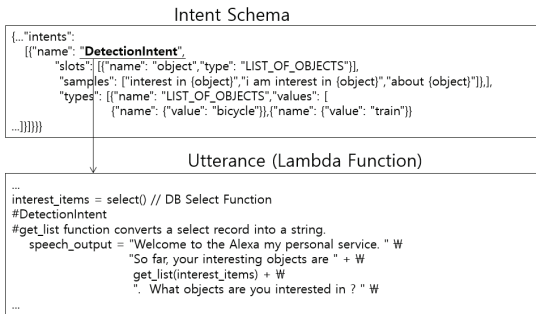 Intent Schema
{..."intents":
[{"name": "DetectionIntent",
"slots": [{"name": "object","type": "LIST_OF_OBJECTS"}],
"samples": ["interest in {object}","i am interest in {object}","about {object}"]},],
"types": [{"name": "LIST_OF_OBJECTS","values": [
{"name": {"value": "bicycle"}},{"name": {"value": "train"}}
...]}]}}}
Utterance (Lambda Function)
...
interest_items = select() // DB Select Function
#DetectionIntent
#get_list function converts a select record into a string.
speech_output = "Welcome to the Alexa my personal service. " ₩
"So far, your interesting objects are " + ₩
get_list(interest_items) + ₩
".  What objects are you interested in ? " ₩
...